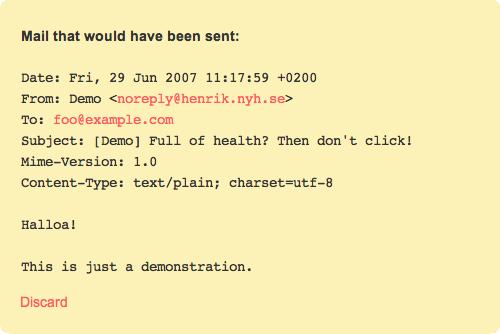 Mail that would have been sent:
Date: Fri, 29 Jun 2007 11:17:59 +0200
From: Demo <noreply@henrik.nyh.se>
To: foo@example.com
Subject: [Demo] Full of health? Then don't click!
Mime-Version: 1.0
Content-Type: text/plain; charset=utf-8
Halloa!
This is just a demonstration.
Discard